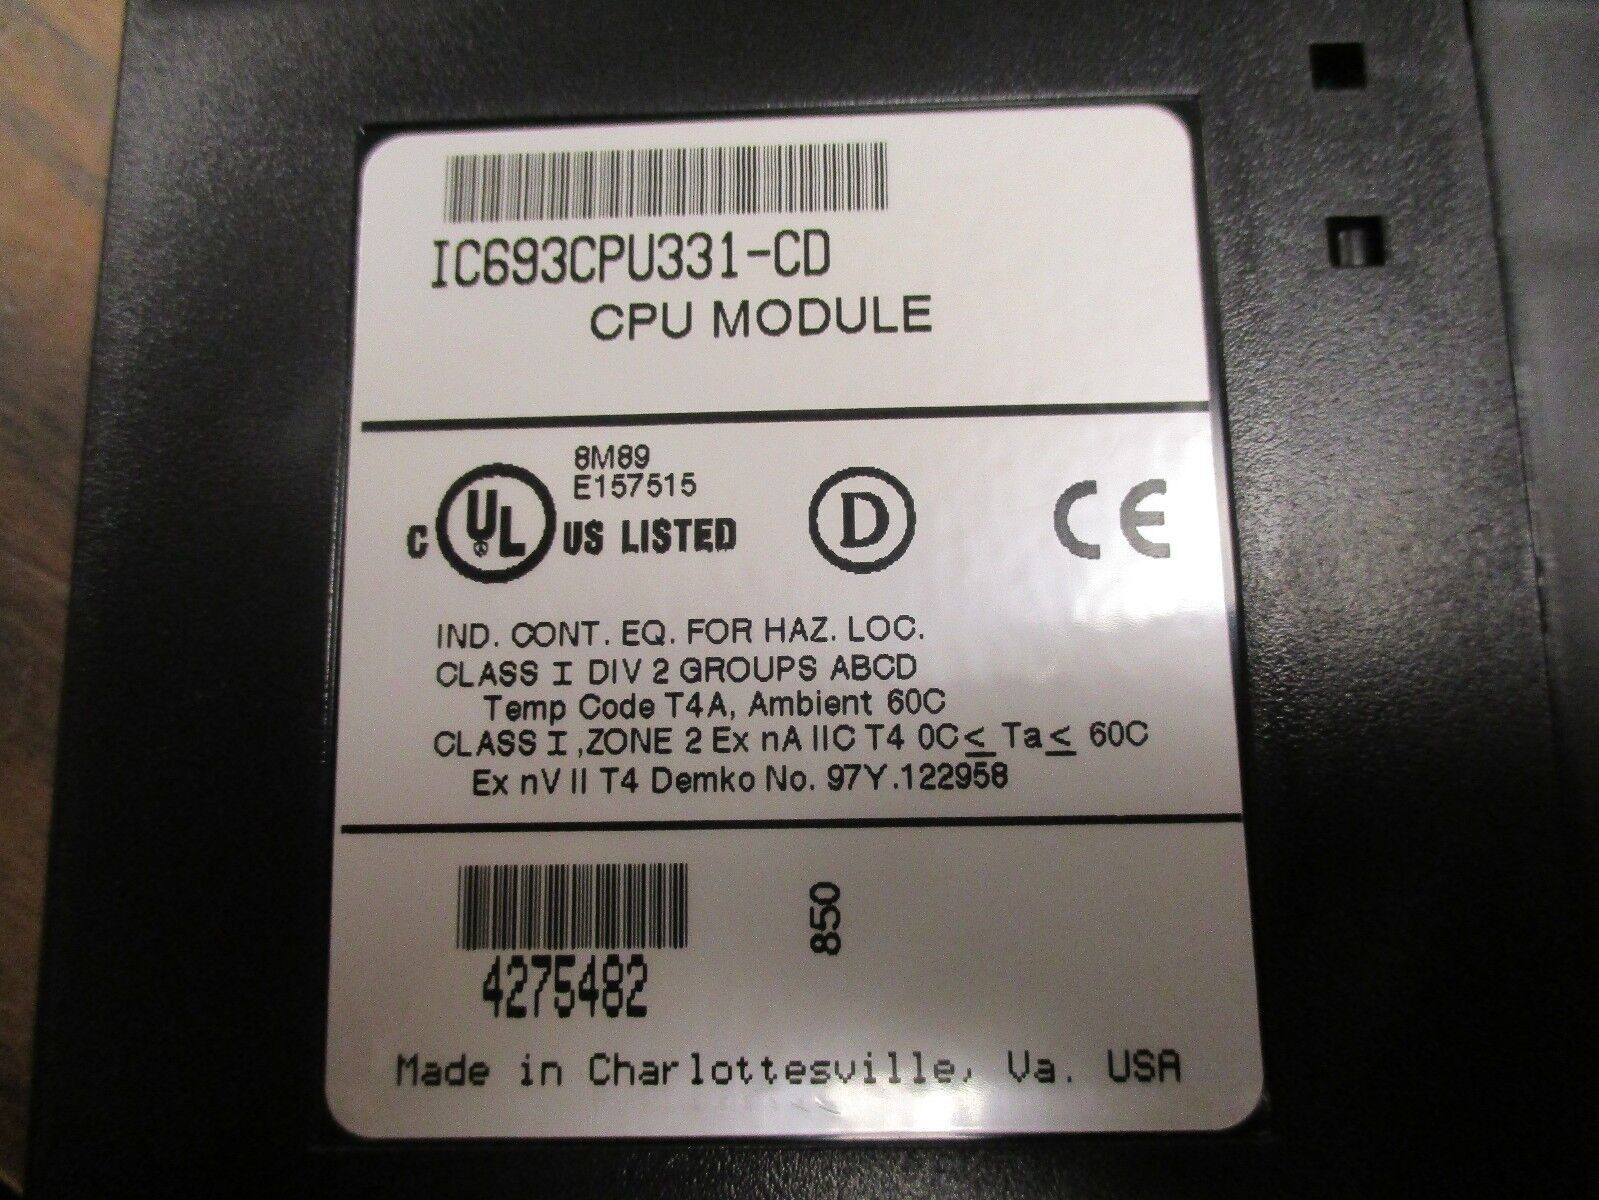 IC693CPU331-CD
CPU MODULE
8M89
E157515
C UL ® US LISTED
D
CE
IND. CONT. EQ. FOR HAZ. LOC.
CLASS I DIV 2 GROUPS ABCD
Temp Code T4A, Ambient 60C
CLASS I ,ZONE 2 Ex nA IIC T4 0C≤ Ta≤ 60C
Ex nV II T4 Demko No. 97Y.122958
850
4275482
Made in Charlottesville, Va. USA